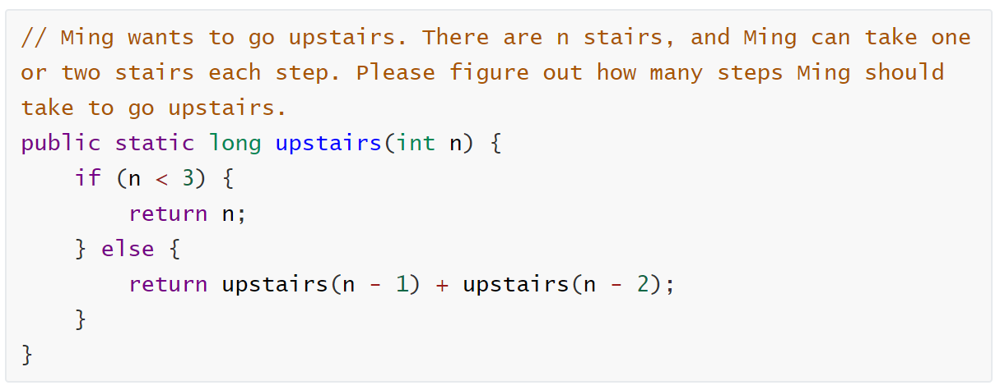 // Ming wants to go upstairs. There are n stairs, and Ming can take one
or two stairs each step. Please figure out how many steps Ming should
take to go upstairs.
public static long upstairs(int n) {
    if (n < 3) {
        return n;
    } else {
        return upstairs(n - 1) + upstairs(n - 2);
    }
}